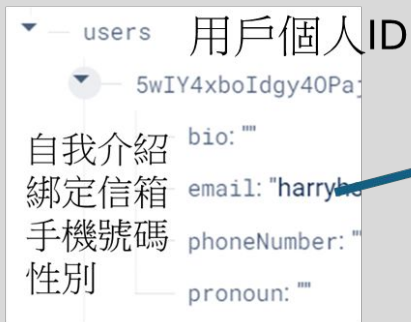 users 用戶個人ID
5wIY4xboIdgy4OPaj
自我介紹 bio: ""
綁定信箱 email: "harryh
手機號碼 phoneNumber: "
性別 pronoun: ""